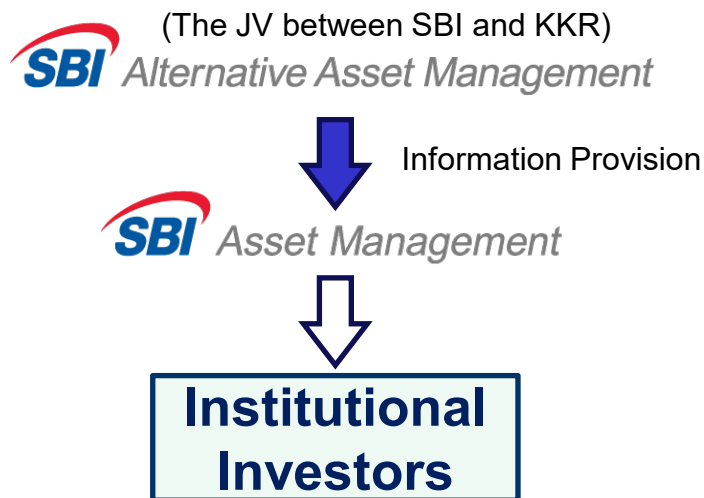 (The JV between SBI and KKR)
SBI Alternative Asset Management
Information Provision
SBI Asset Management
Institutional
Investors